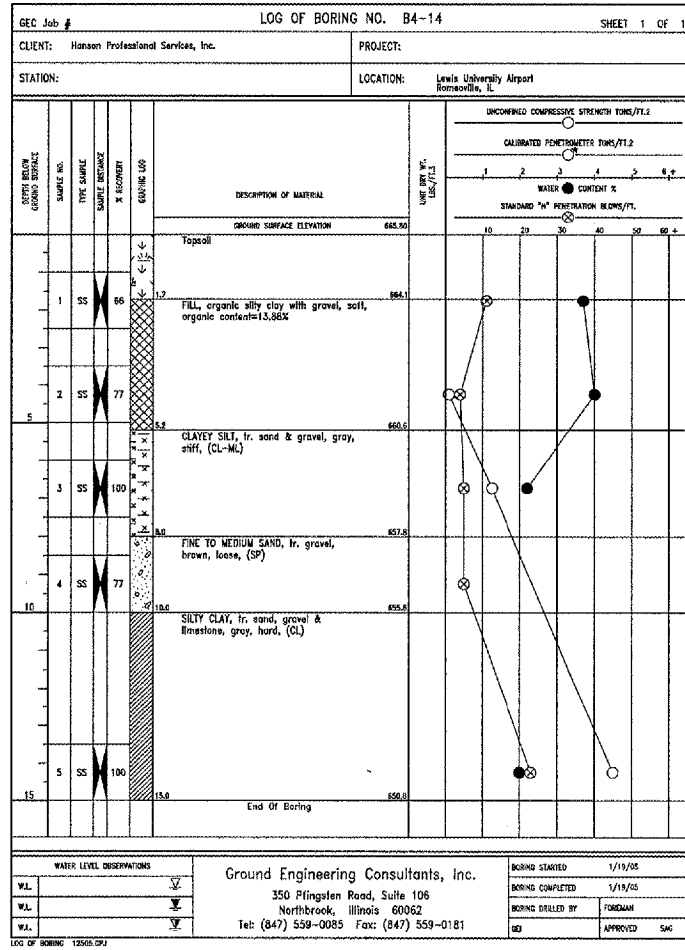 GEC Job #
LOG OF BORING NO. B4-14
SHEET 1 OF 1
CLIENT: Hanson Professional Services, Inc.
PROJECT:
STATION:
LOCATION: Lewis University Airport
Romeoville, IL
DEPTH BELOW
GROUND SURFACE
SAMPLE NO.
TYPE SAMPLE
SAMPLE DISTANCE
% RECOVERY
GRAPHIC LOG
DESCRIPTION OF MATERIAL
GROUND SURFACE ELEVATION 665.80
UNIT DRY WT.
LBS./FT.3
UNCONFINED COMPRESSIVE STRENGTH TONS/FT.2
CALIBRATED PENETROMETER TONS/FT.2
*
1 2 3 4 5 6+
WATER CONTENT %
STANDARD "N" PENETRATION BLOWS/FT.
10 20 30 40 50 60+
Topsoil
1.7 664.1
1 SS 66
FILL, organic silty clay with gravel, soft,
organic content=13.86%
2 SS 77
5
5.2 660.6
CLAYEY SILT, tr. sand & gravel, gray,
stiff, (CL-ML)
3 SS 100
8.0 657.8
FINE TO MEDIUM SAND, tr. gravel,
brown, loose, (SP)
4 SS 77
10 10.0 655.8
SILTY CLAY, tr. sand, gravel &
limestone, gray, hard, (CL)
5 SS 100
15 15.0 650.8
End Of Boring
WATER LEVEL OBSERVATIONS
W.L.
W.L.
W.L.
Ground Engineering Consultants, Inc.
350 Pfingsten Road, Suite 106
Northbrook, Illinois 60062
Tel: (847) 559-0085 Fax: (847) 559-0181
BORING STARTED 1/19/05
BORING COMPLETED 1/19/05
BORING DRILLED BY FOREMAN
APPROVED
LOG OF BORING 12505.GPJ